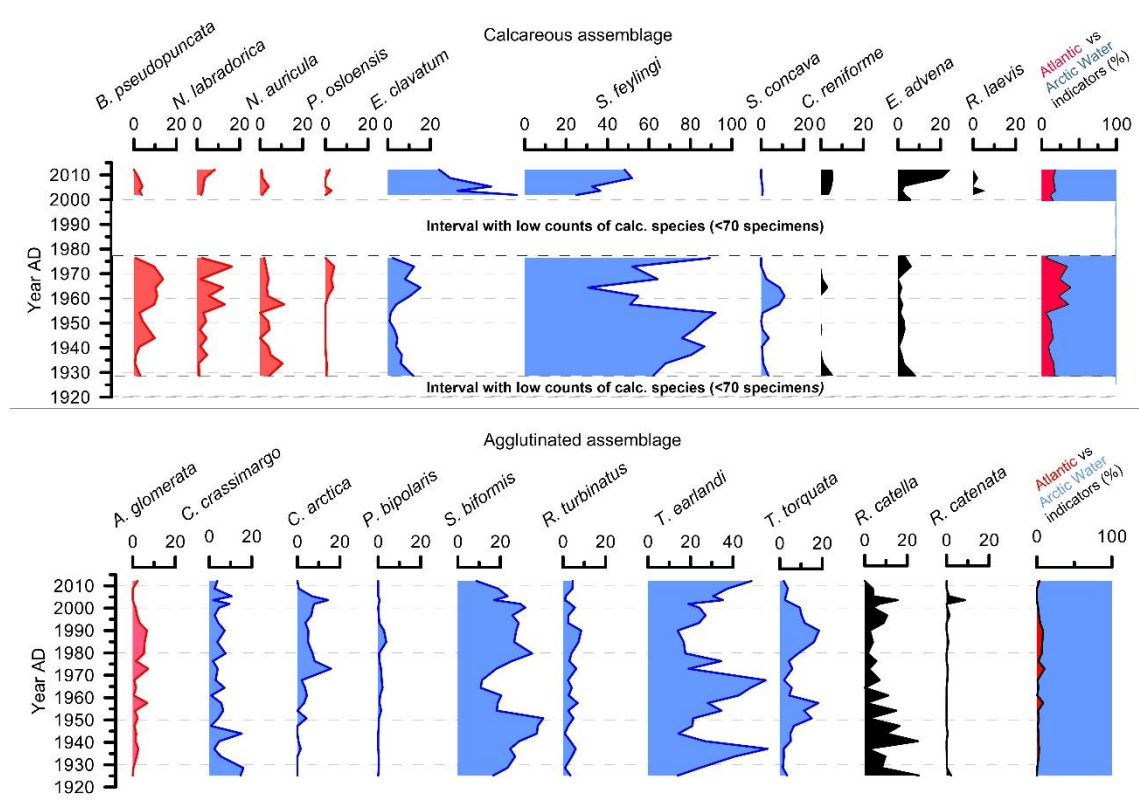 Calcareous assemblage
B. pseudopuncata
N. labradorica
N. auricula
P. osloensis
E. clavatum
S. feylingi
S. concava
C. reniforme
E. advena
R. laevis
Atlantic vs
Arctic Water
indicators (%)
0 20 0 20 0 20 0 20 0 20 0 20 40 60 80 100 0 20 0 20 0 20 0 20 0 100
Year AD
2010
2000
1990
Interval with low counts of calc. species (<70 specimens)
1980
1970
1960
1950
1940
1930
Interval with low counts of calc. species (<70 specimens)
1920
Agglutinated assemblage
A. glomerata
C. crassimargo
C. arctica
P. bipolaris
S. biformis
R. turbinatus
T. earlandi
T. torquata
R. catella
R. catenata
Atlantic vs
Arctic Water
indicators (%)
0 20 0 20 0 20 0 20 0 20 0 20 0 20 40 0 20 0 20 0 20 0 100
Year AD
2010
2000
1990
1980
1970
1960
1950
1940
1930
1920